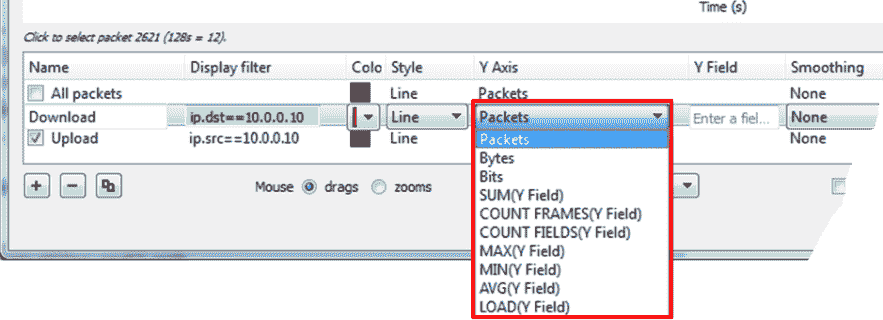 Time (s)
Click to select packet 2621 (128s = 12).
Name Display filter Colo Style Y Axis Y Field Smoothing
All packets Line Packets None
Download ip.dst==10.0.0.10 Line Packets Enter a fiel... None
Upload ip.src==10.0.0.10 Line Packets None
Bytes
Bits
Mouse drags zooms
SUM(Y Field)
COUNT FRAMES(Y Field)
COUNT FIELDS(Y Field)
MAX(Y Field)
MIN(Y Field)
AVG(Y Field)
LOAD(Y Field)